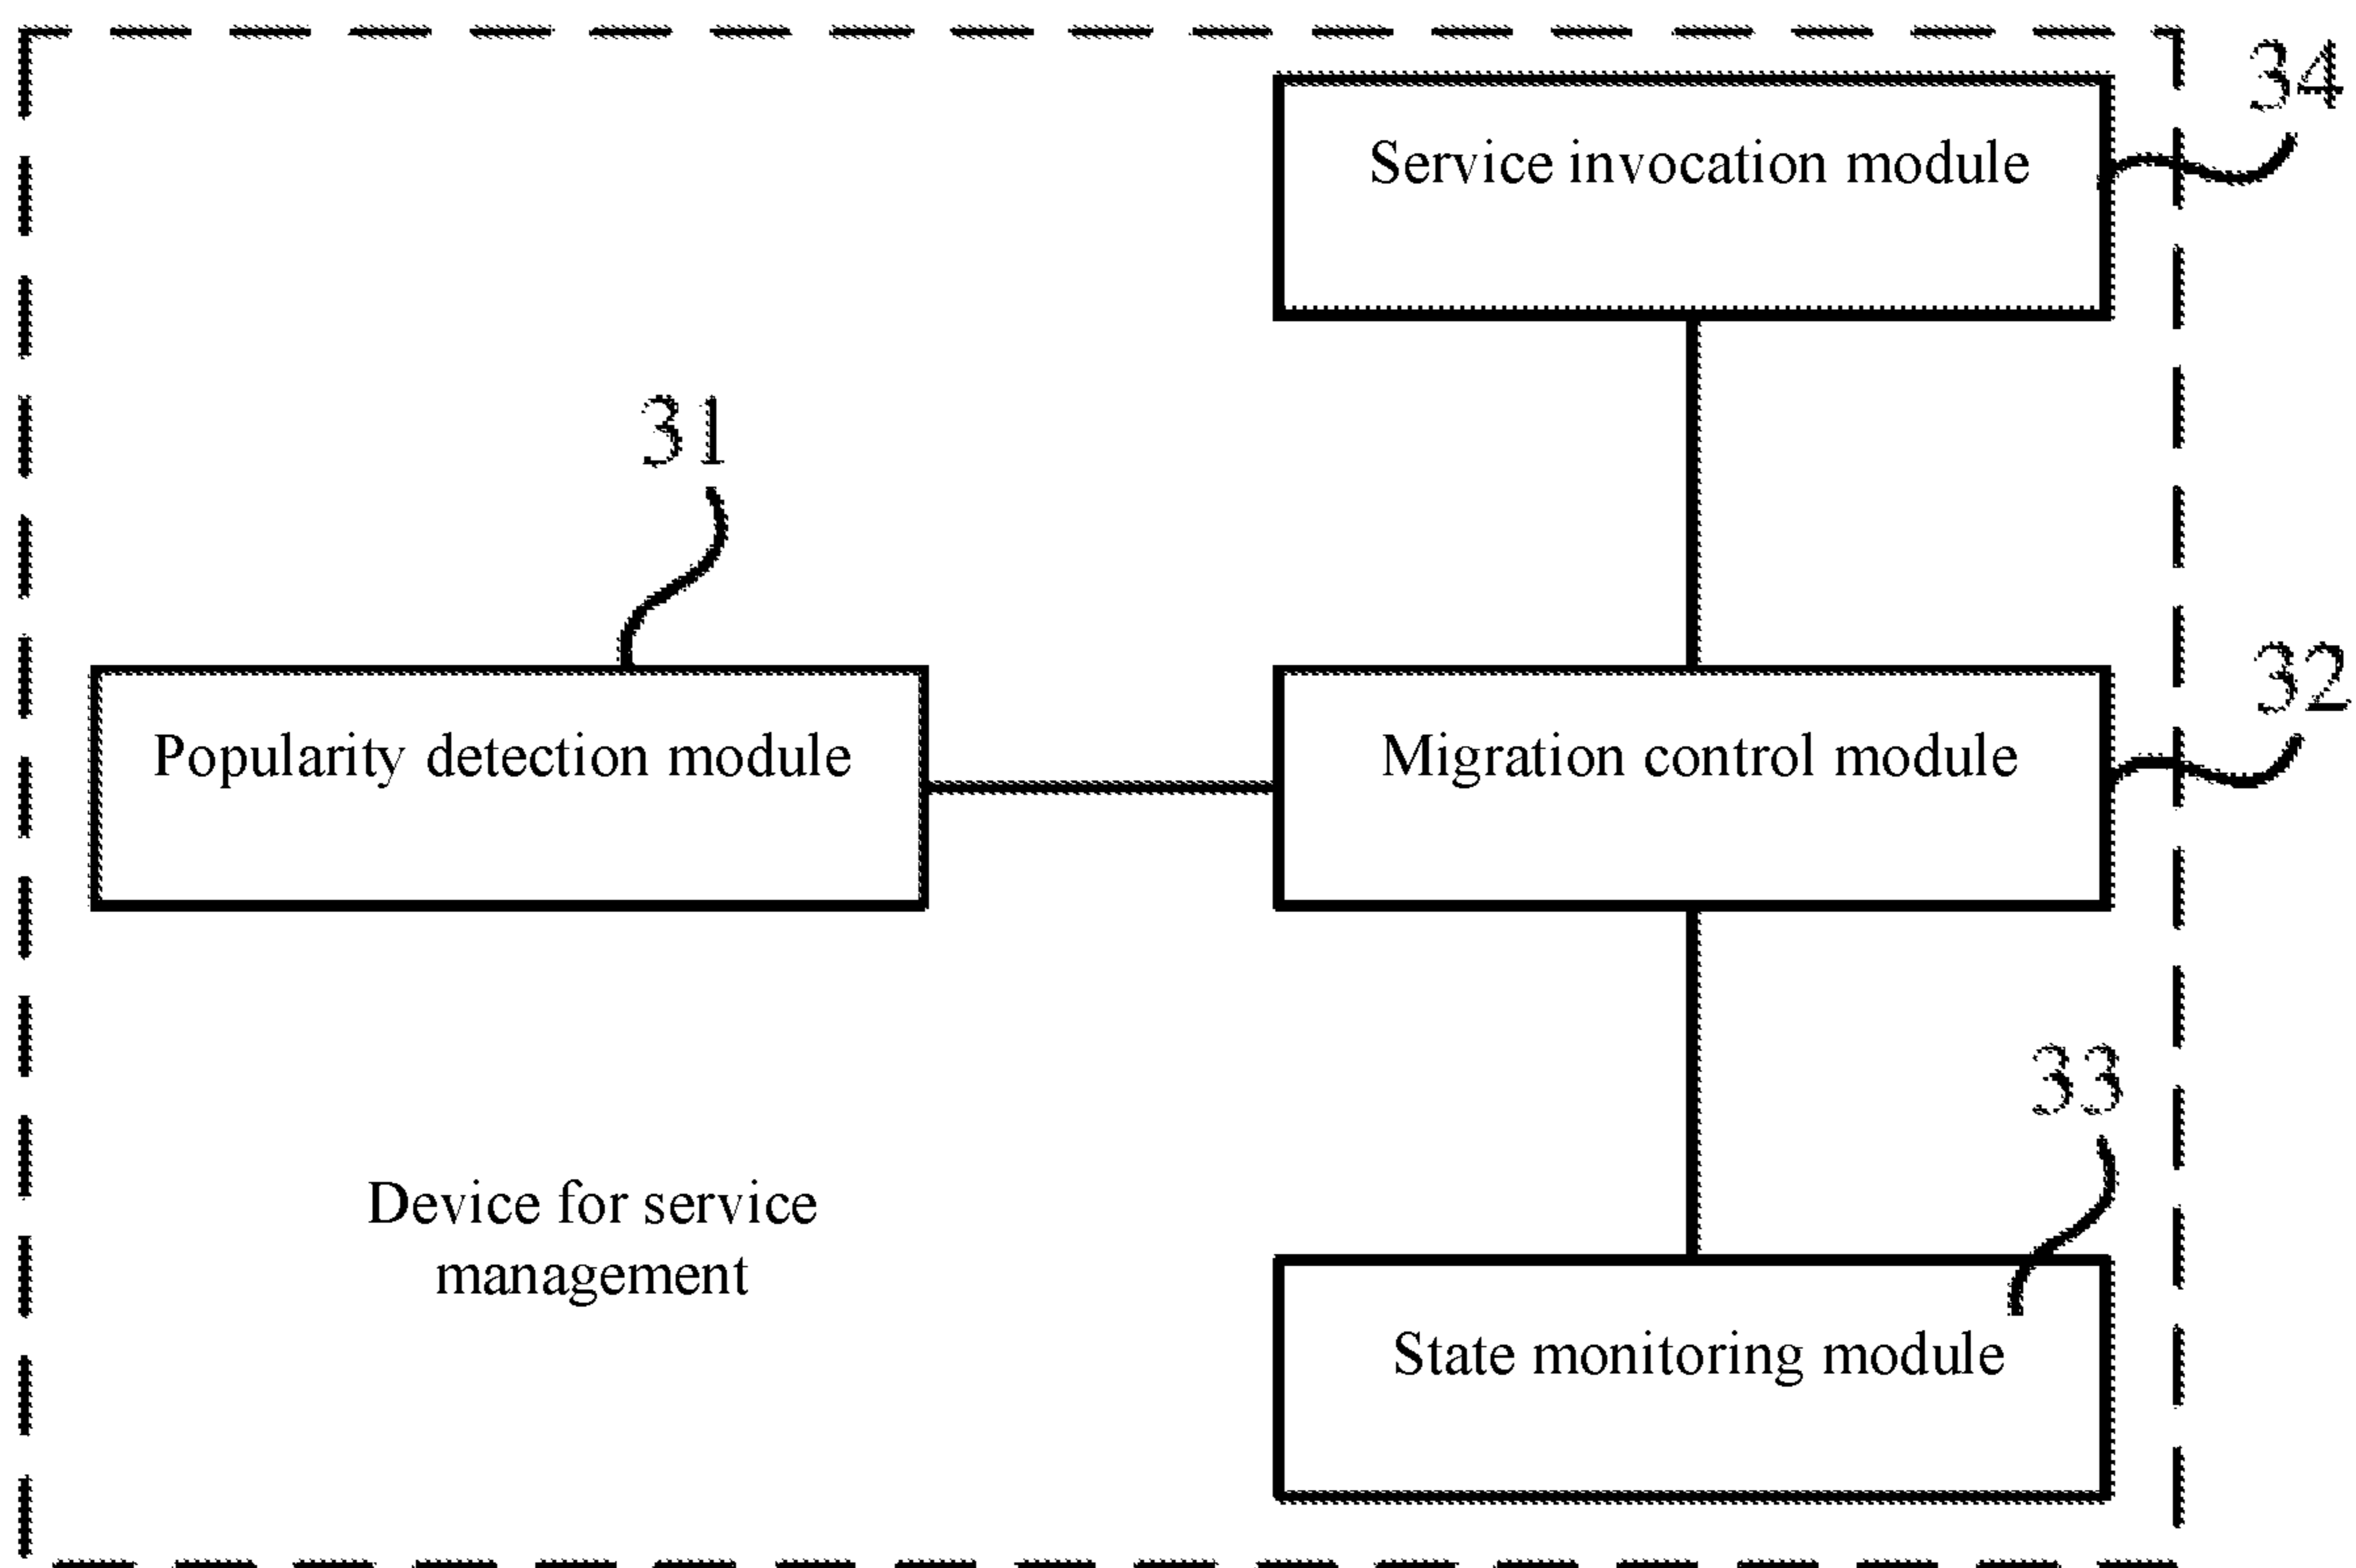 34
Service invocation module
31
32
Popularity detection module
Migration control module
33
Device for service
management
State monitoring module